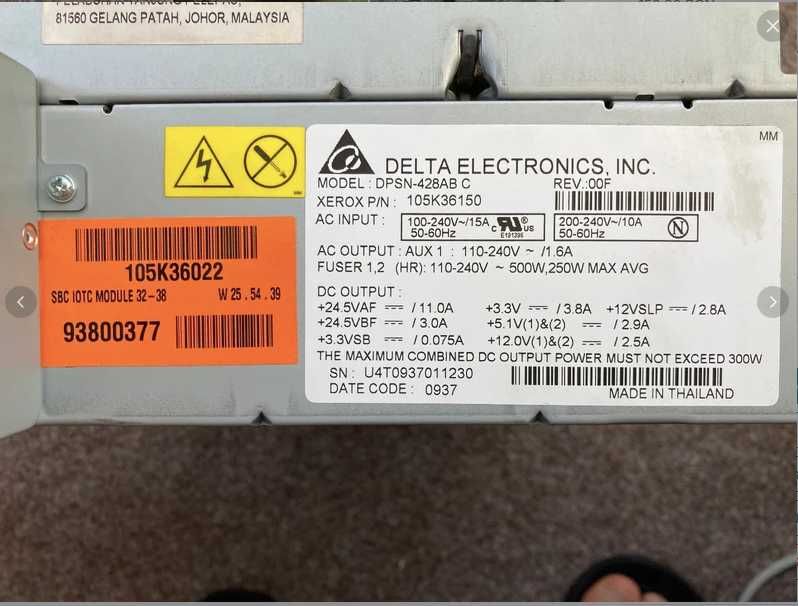 81560 GELANG PATAH, JOHOR, MALAYSIA
MM
DELTA ELECTRONICS, INC.
MODEL : DPSN-428AB C REV.:00F
XEROX P/N : 105K36150
AC INPUT : 100-240V~/15A 200-240V~/10A
50-60Hz 50-60Hz
c RU ® US
E191395
N
AC OUTPUT : AUX 1 : 110-240V ~ /1.6A
FUSER 1,2 (HR): 110-240V ~ 500W,250W MAX AVG
DC OUTPUT :
+24.5VAF ⎓ / 11.0A +3.3V ⎓ / 3.8A +12VSLP ⎓ / 2.8A
+24.5VBF ⎓ / 3.0A +5.1V(1)&(2) ⎓ / 2.9A
+3.3VSB ⎓ / 0.075A +12.0V(1)&(2) ⎓ / 2.5A
THE MAXIMUM COMBINED DC OUTPUT POWER MUST NOT EXCEED 300W
SN : U4T0937011230
DATE CODE : 0937
MADE IN THAILAND
105K36022
SBC IOTC MODULE 32-38 W 25 . 54 . 39
93800377